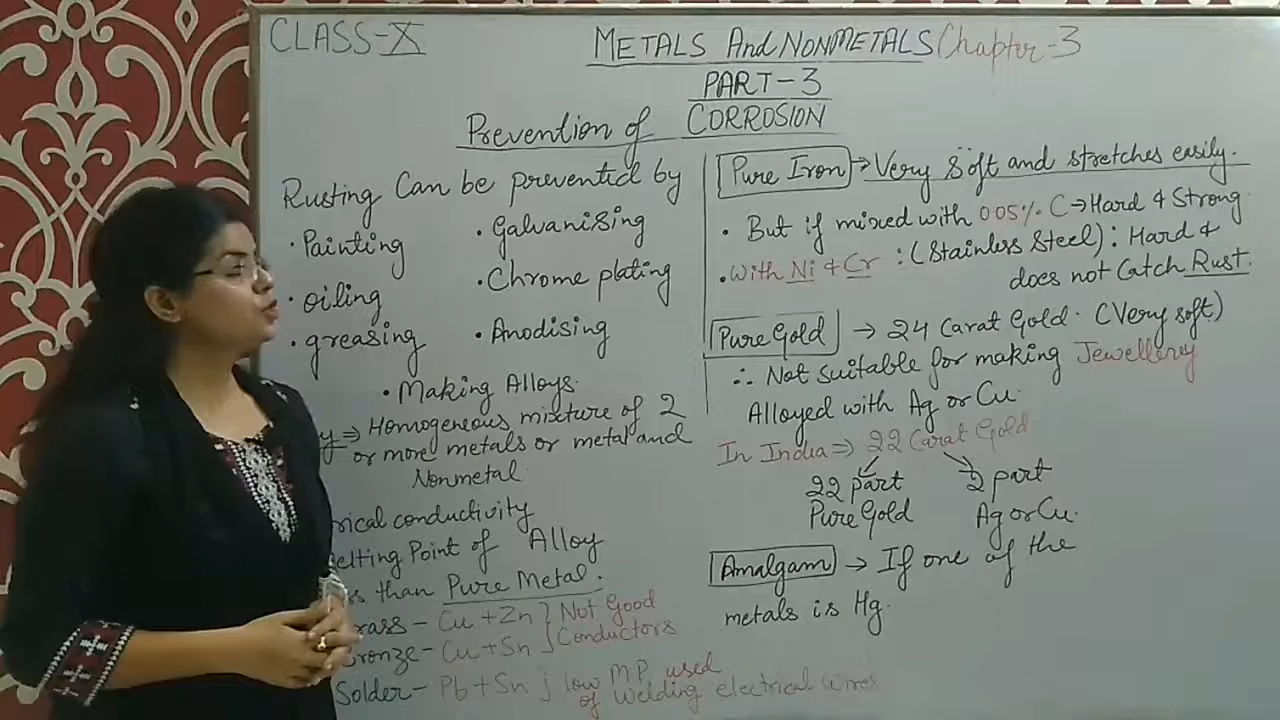 CLASS-X
METALS And NONMETALS Chapter-3
PART-3
Prevention of CORROSION
Rusting Can be prevented by
· Painting
· Galvanising
· oiling
· Chrome plating
· greasing
· Anodising
· Making Alloys.
y ⇒ Homogeneous mixture of 2
or more metals or metal and
Nonmetal
rical conductivity
elting Point of Alloy
s than Pure Metal.
rass - Cu + Zn } Not Good
ronze - Cu + Sn } Conductors
Solder - Pb + Sn } low MP used
of welding electrical wires
Pure Iron → Very Soft and stretches easily.
· But if mixed with 0.05% C → Hard & Strong
· With Ni & Cr : (Stainless Steel) : Hard &
does not Catch Rust.
Pure Gold → 24 Carat Gold. (Very soft)
∴ Not suitable for making Jewellery
Alloyed with Ag or Cu.
In India ⇒ 22 Carat Gold
22 part 2 part
Pure Gold Ag or Cu.
Amalgam → If one of the
metals is Hg.